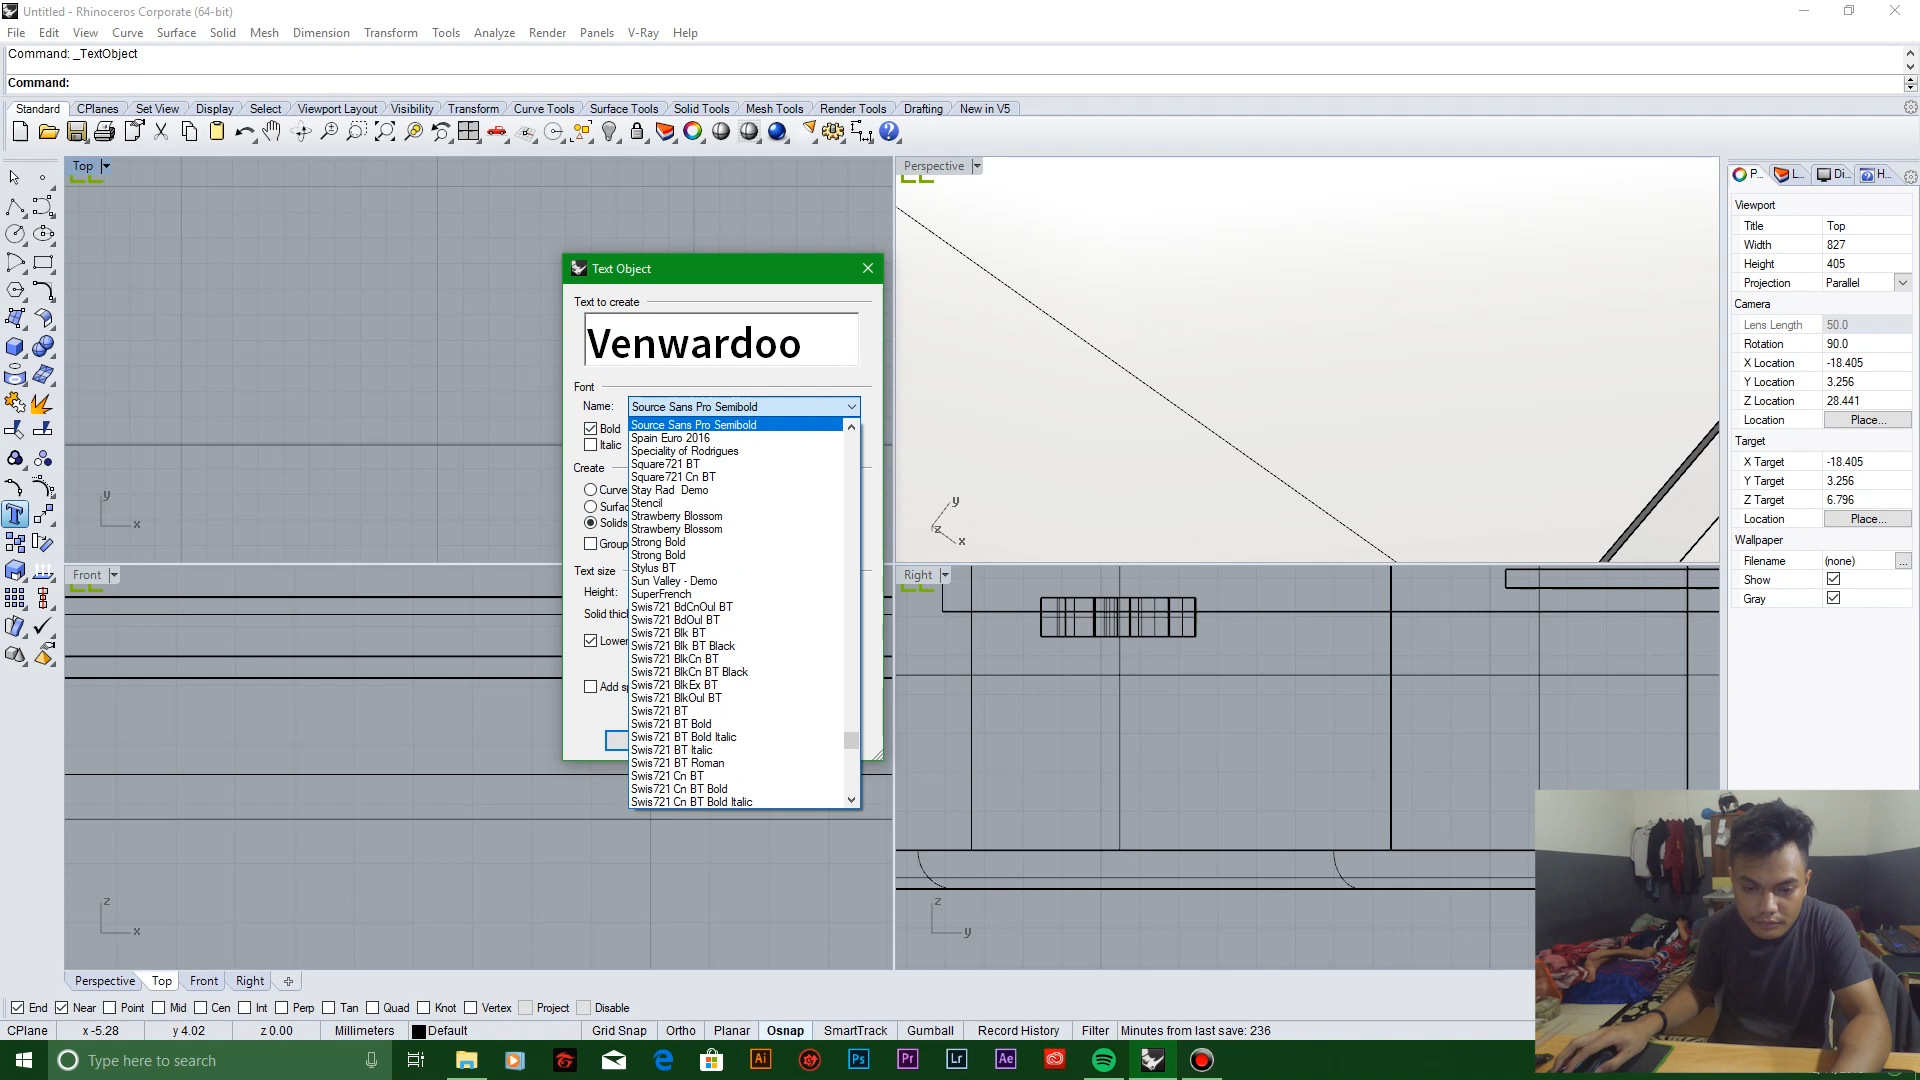 Untitled - Rhinoceros Corporate (64-bit)
File Edit View Curve Surface Solid Mesh Dimension Transform Tools Analyze Render Panels V-Ray Help
Command: _TextObject
Command:
Standard CPlanes Set View Display Select Viewport Layout Visibility Transform Curve Tools Surface Tools Solid Tools Mesh Tools Render Tools Drafting New in V5
Top
Perspective
P... L... Di... H...
Viewport
Title Top
Width 827
Height 405
Projection Parallel
Camera
Lens Length 50.0
Rotation 90.0
X Location -18.405
Y Location 3.256
Z Location 28.441
Location Place...
Target
X Target -18.405
Y Target 3.256
Z Target 6.796
Location Place...
Wallpaper
Filename (none) ...
Show
Gray
Text Object
Text to create
Venwardoo
Font
Name: Source Sans Pro Semibold
Bold
Italic
Create
Curve
Surfac
Solids
Group
Text size
Height:
Solid thick
Lower
Add sp
Source Sans Pro Semibold
Spain Euro 2016
Speciality of Rodrigues
Square721 BT
Square721 Cn BT
Stay Rad Demo
Stencil
Strawberry Blossom
Strawberry Blossom
Strong Bold
Strong Bold
Stylus BT
Sun Valley - Demo
SuperFrench
Swis721 BdCnOul BT
Swis721 BdOul BT
Swis721 Blk BT
Swis721 Blk BT Black
Swis721 BlkCn BT
Swis721 BlkCn BT Black
Swis721 BlkEx BT
Swis721 BlkOul BT
Swis721 BT
Swis721 BT Bold
Swis721 BT Bold Italic
Swis721 BT Italic
Swis721 BT Roman
Swis721 Cn BT
Swis721 Cn BT Bold
Swis721 Cn BT Bold Italic
y
x
y
z
x
Front
Right
z
x
z
y
Perspective Top Front Right
End Near Point Mid Cen Int Perp Tan Quad Knot Vertex Project Disable
CPlane x -5.28 y 4.02 z 0.00 Millimeters Default Grid Snap Ortho Planar Osnap SmartTrack Gumball Record History Filter Minutes from last save: 236
Type here to search
Ai Ps Pr Lr Ae